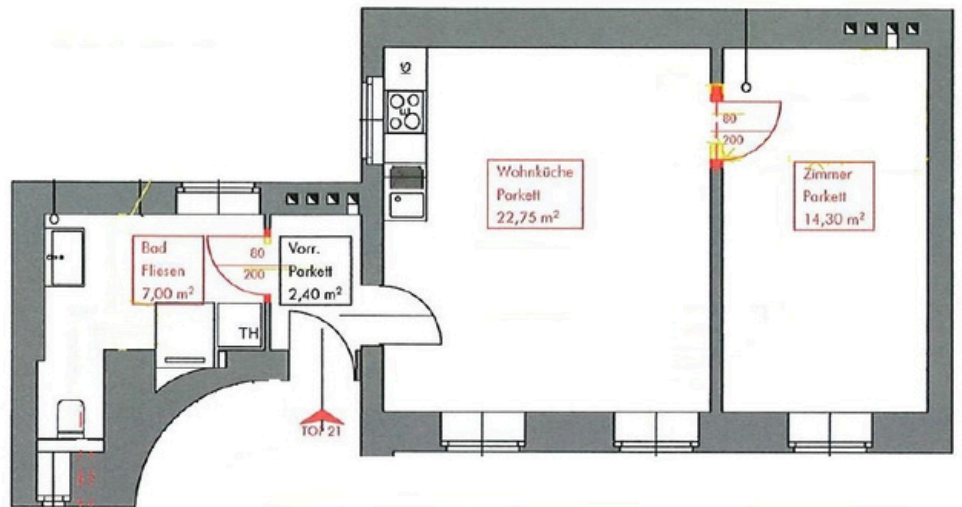 GS
80
200
Wohnküche
Parkett
22,75 m²
Zimmer
Parkett
14,30 m²
Bad
Fliesen
7,00 m²
80
200
Vorr.
Parkett
2,40 m²
TH
TOP 21